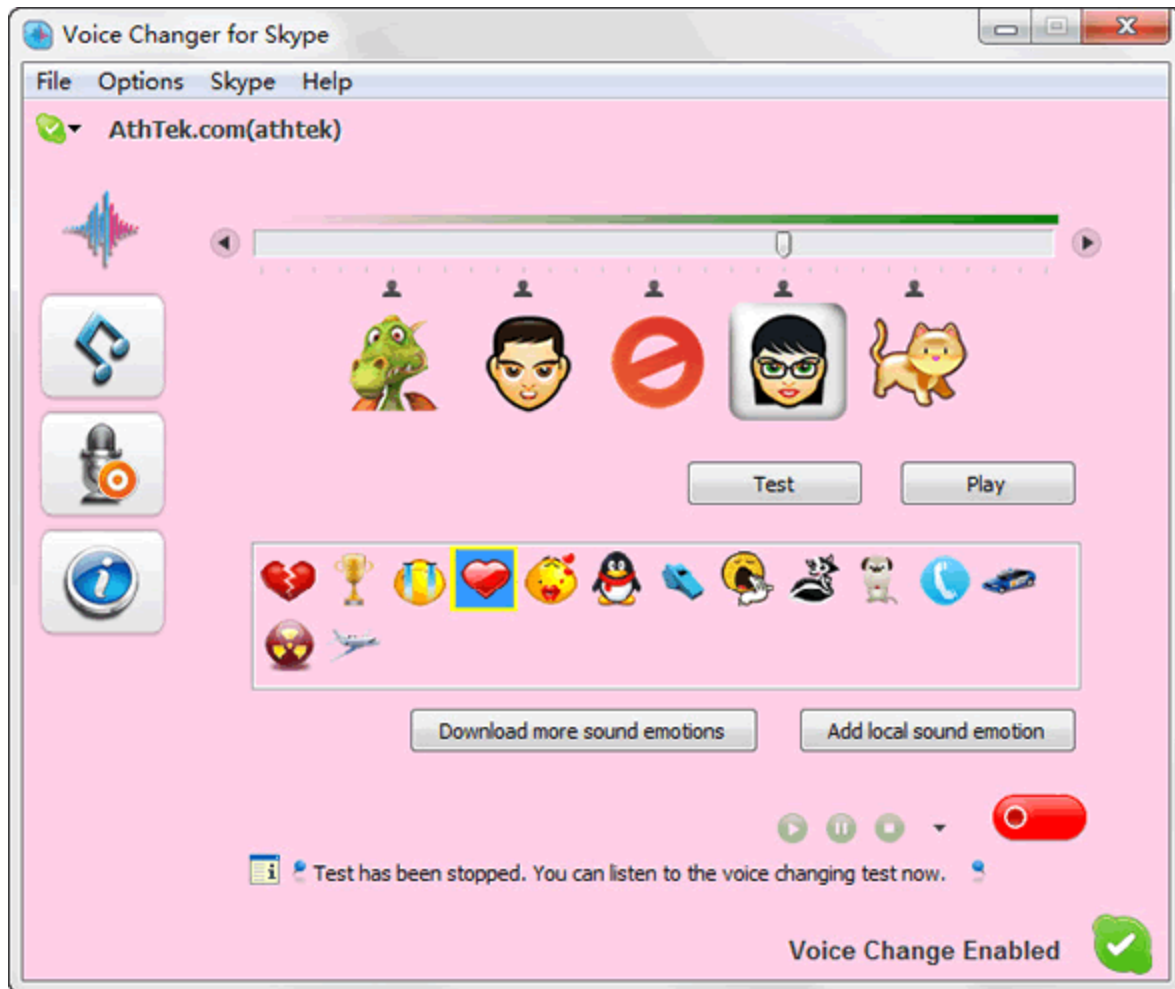 Voice Changer for Skype
File Options Skype Help
AthTek.com(athtek)
Test Play
Download more sound emotions Add local sound emotion
Test has been stopped. You can listen to the voice changing test now.
Voice Change Enabled